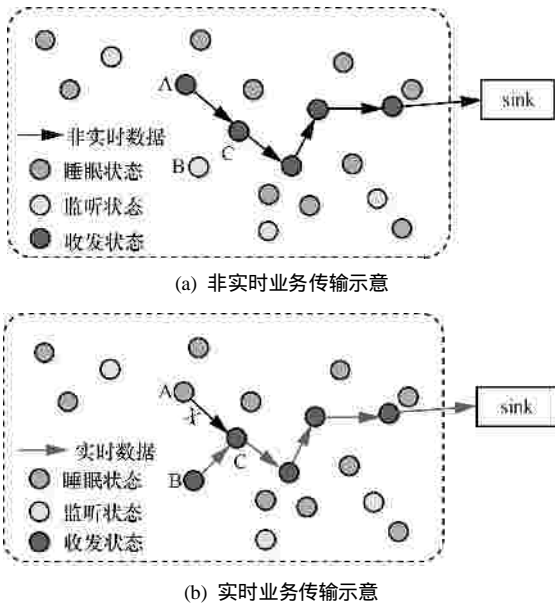 A
sink
C
非实时数据
B
睡眠状态
监听状态
收发状态
(a) 非实时业务传输示意
A
sink
C
实时数据
B
睡眠状态
监听状态
收发状态
(b) 实时业务传输示意